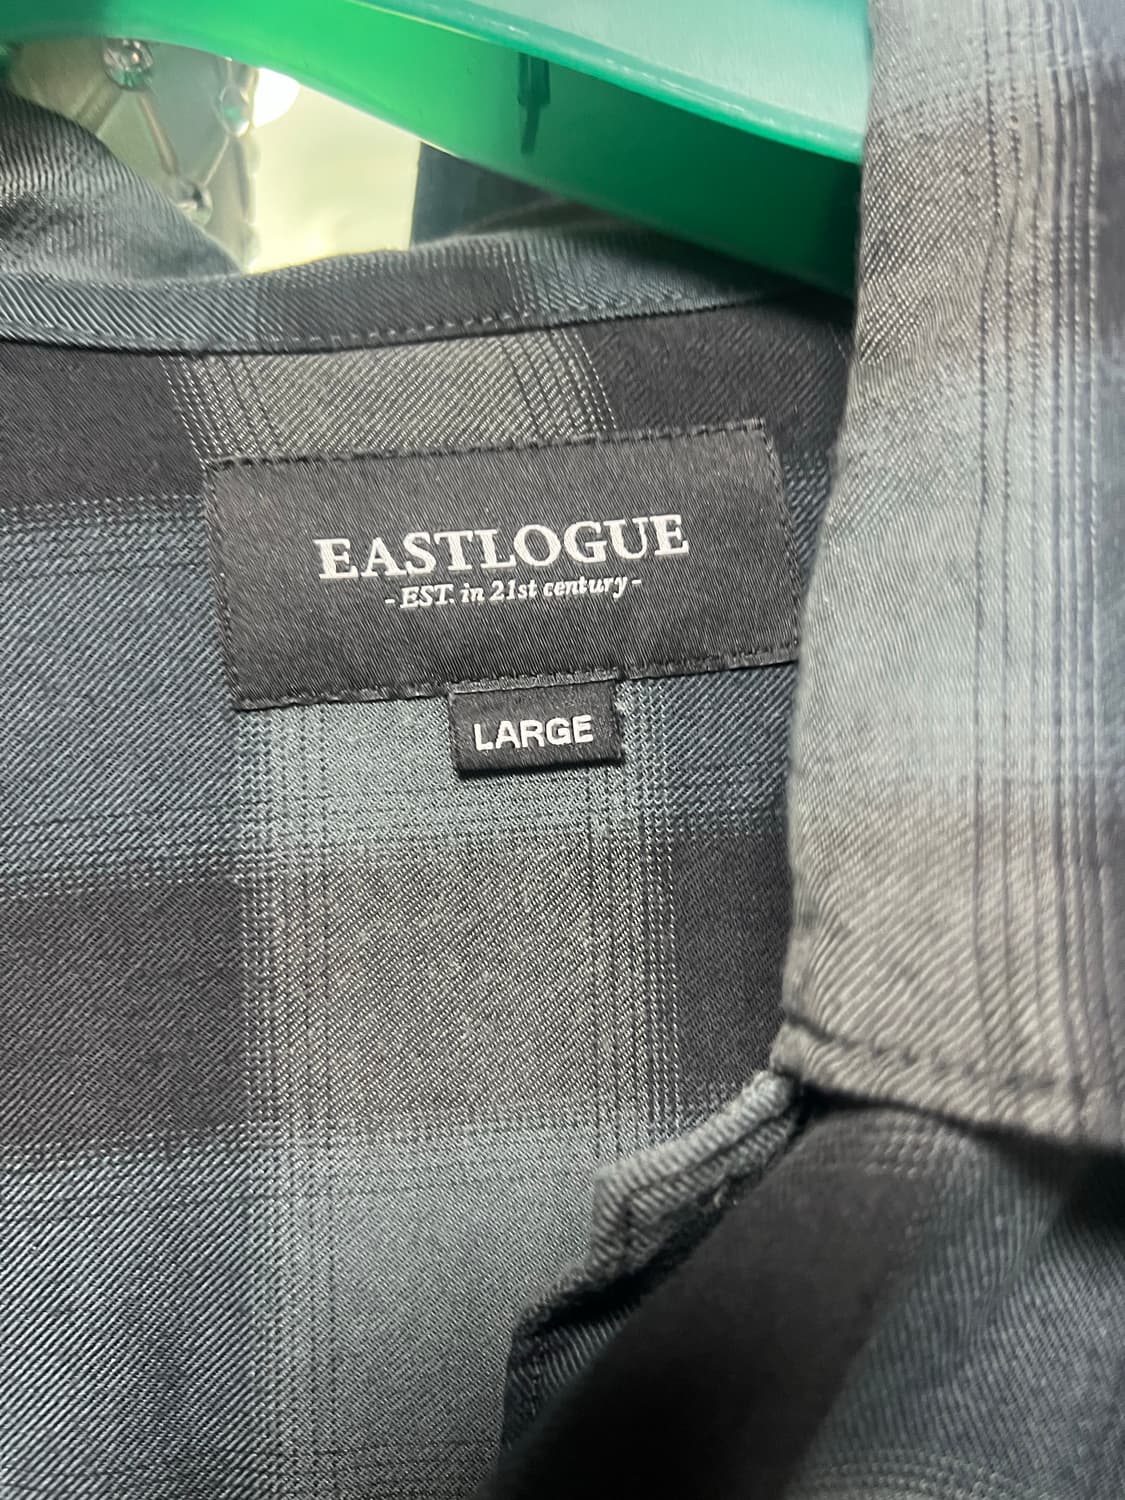 EASTLOGUE
- EST. in 21st century -
LARGE